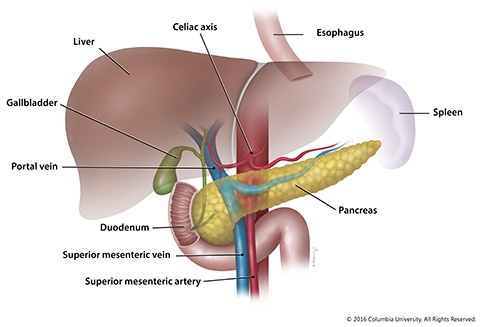 Celiac axis
Esophagus
Liver
Gallbladder
Spleen
Portal vein
Pancreas
Duodenum
Superior mesenteric vein
Superior mesenteric artery
© 2016 Columbia University. All Rights Reserved.